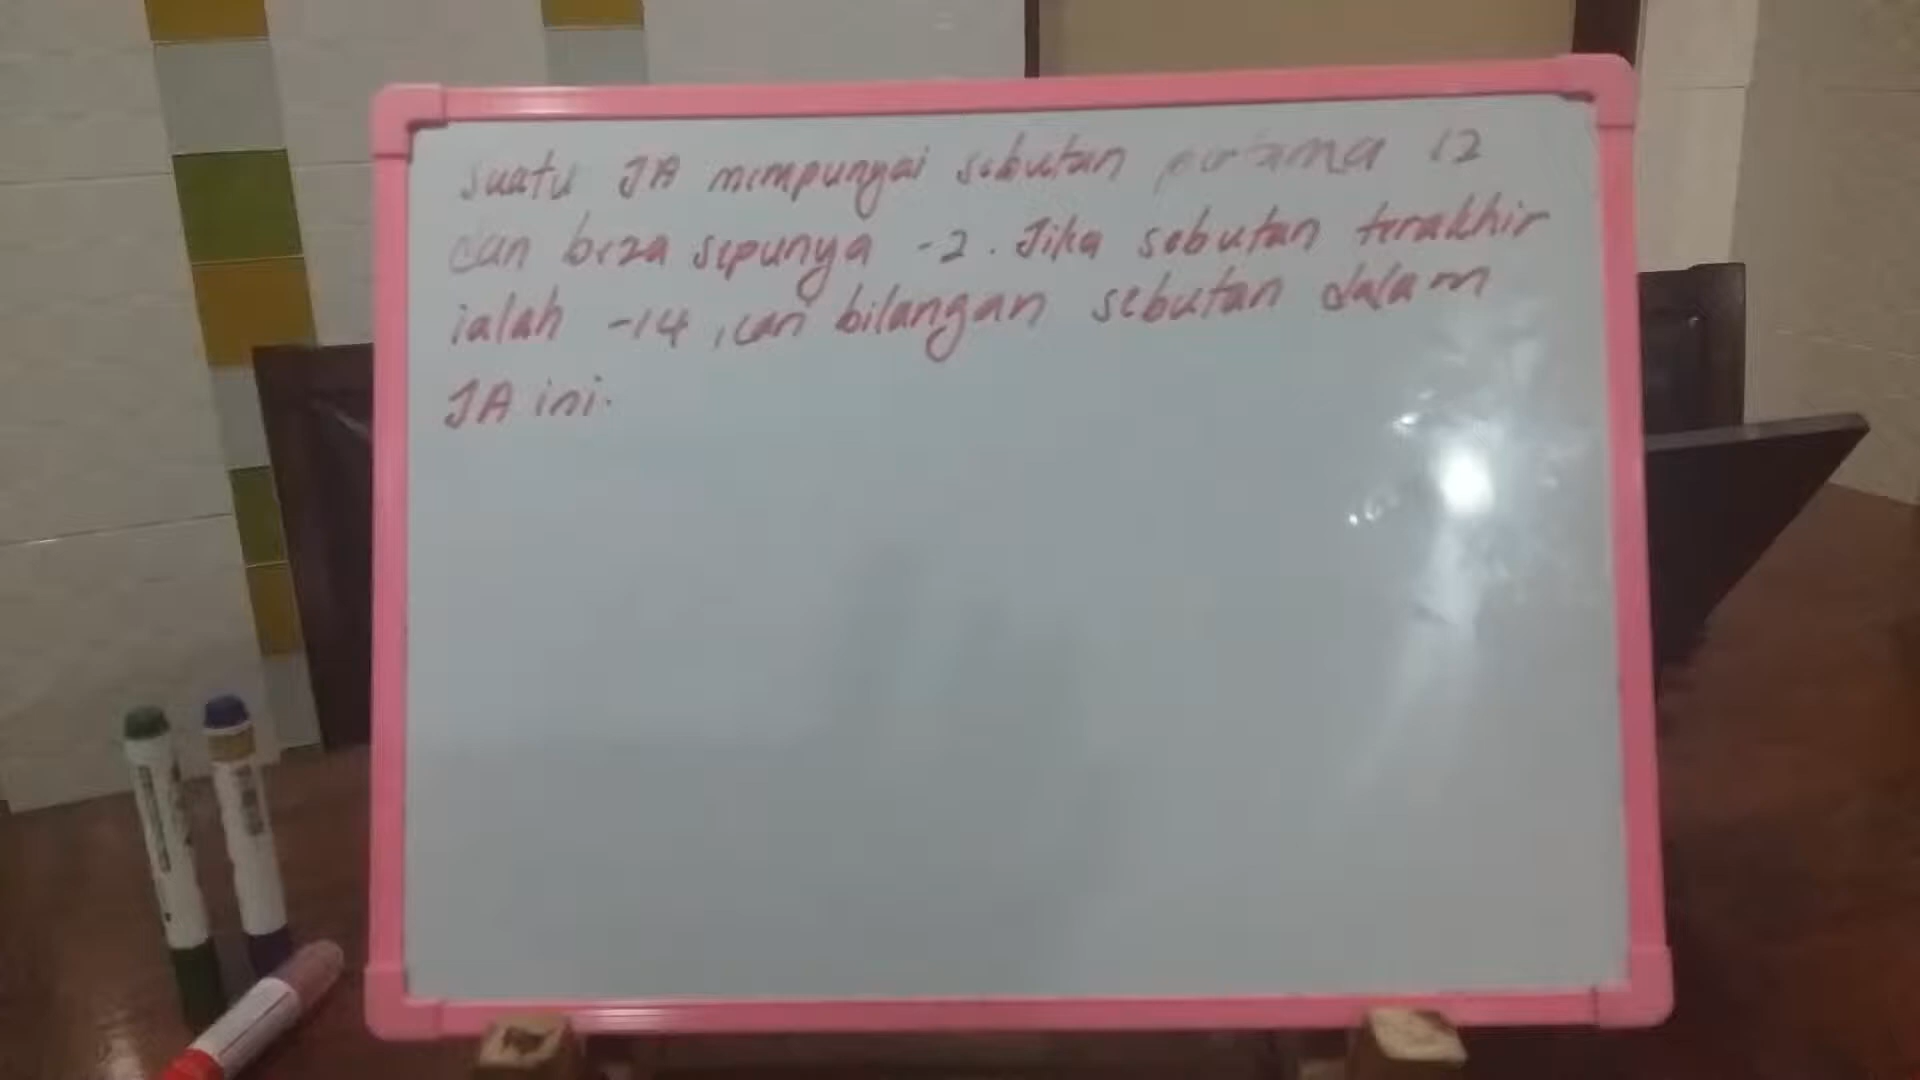 Suatu JA mempunyai sebutan pertama 12
dan beza sepunya -2. Jika sebutan terakhir
ialah -14, cari bilangan sebutan dalam
JA ini.